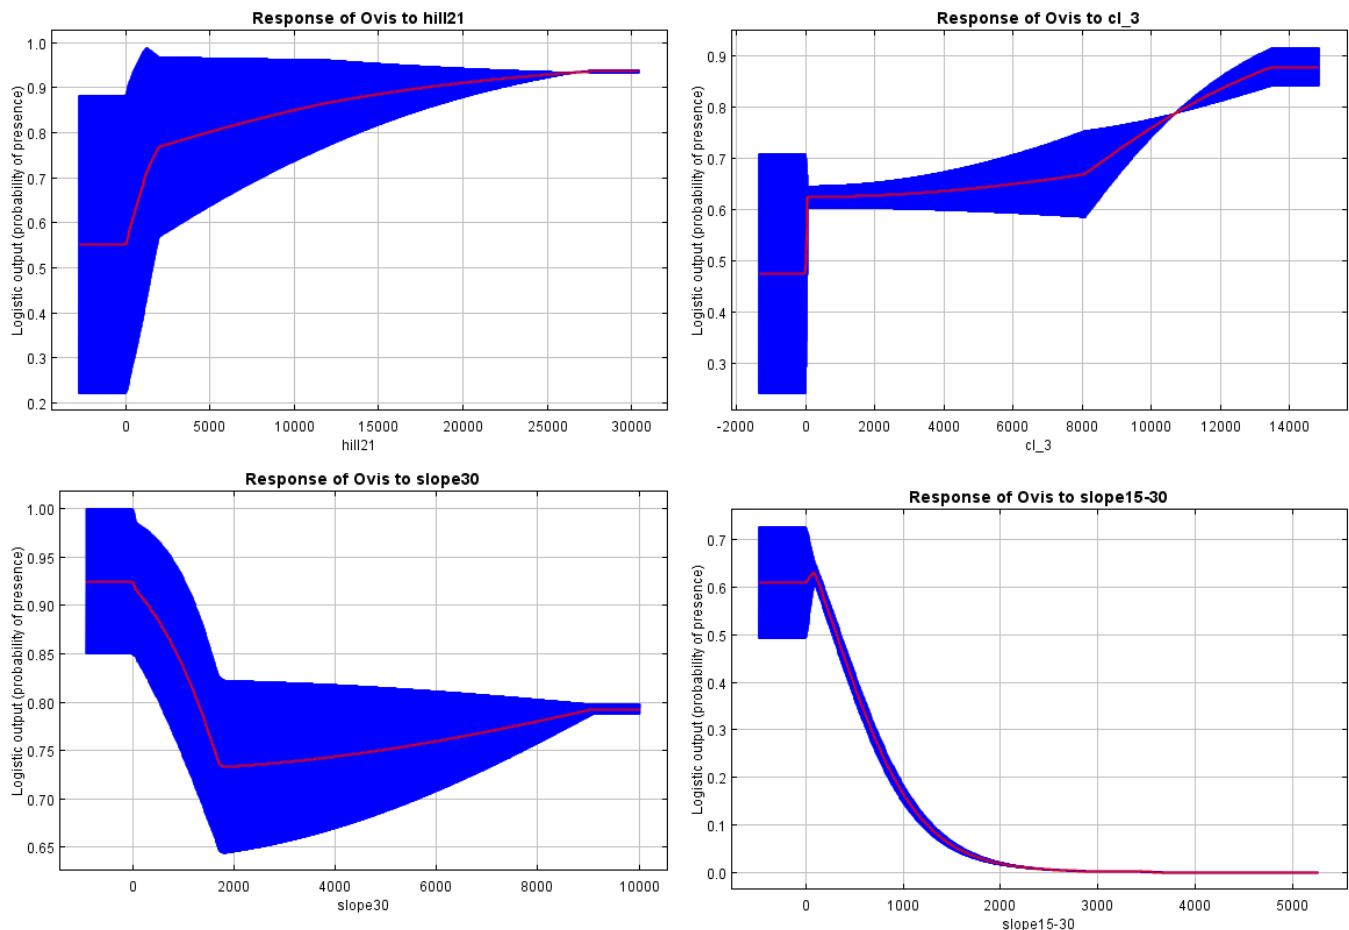 Response of Ovis to hill21
Logistic output (probability of presence)
1.0
0.9
0.8
0.7
0.6
0.5
0.4
0.3
0.2
0 5000 10000 15000 20000 25000 30000
hill21
Response of Ovis to cl_3
Logistic output (probability of presence)
0.9
0.8
0.7
0.6
0.5
0.4
0.3
-2000 0 2000 4000 6000 8000 10000 12000 14000
cl_3
Response of Ovis to slope30
Logistic output (probability of presence)
1.00
0.95
0.90
0.85
0.80
0.75
0.70
0.65
0 2000 4000 6000 8000 10000
slope30
Response of Ovis to slope15-30
Logistic output (probability of presence)
0.7
0.6
0.5
0.4
0.3
0.2
0.1
0.0
0 1000 2000 3000 4000 5000
slope15-30